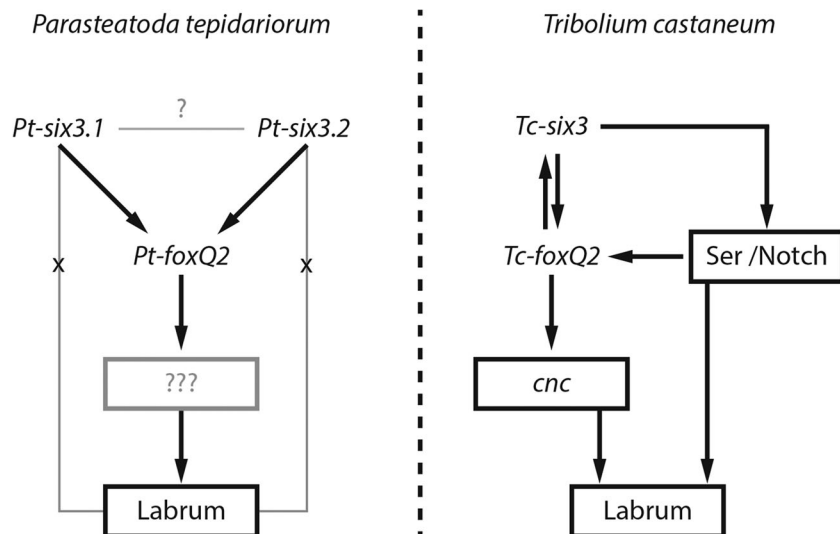 Parasteatoda tepidariorum
?
Pt-six3.1
Pt-six3.2
x
Pt-foxQ2
x
???
Labrum
Tribolium castaneum
Tc-six3
Tc-foxQ2
Ser /Notch
cnc
Labrum